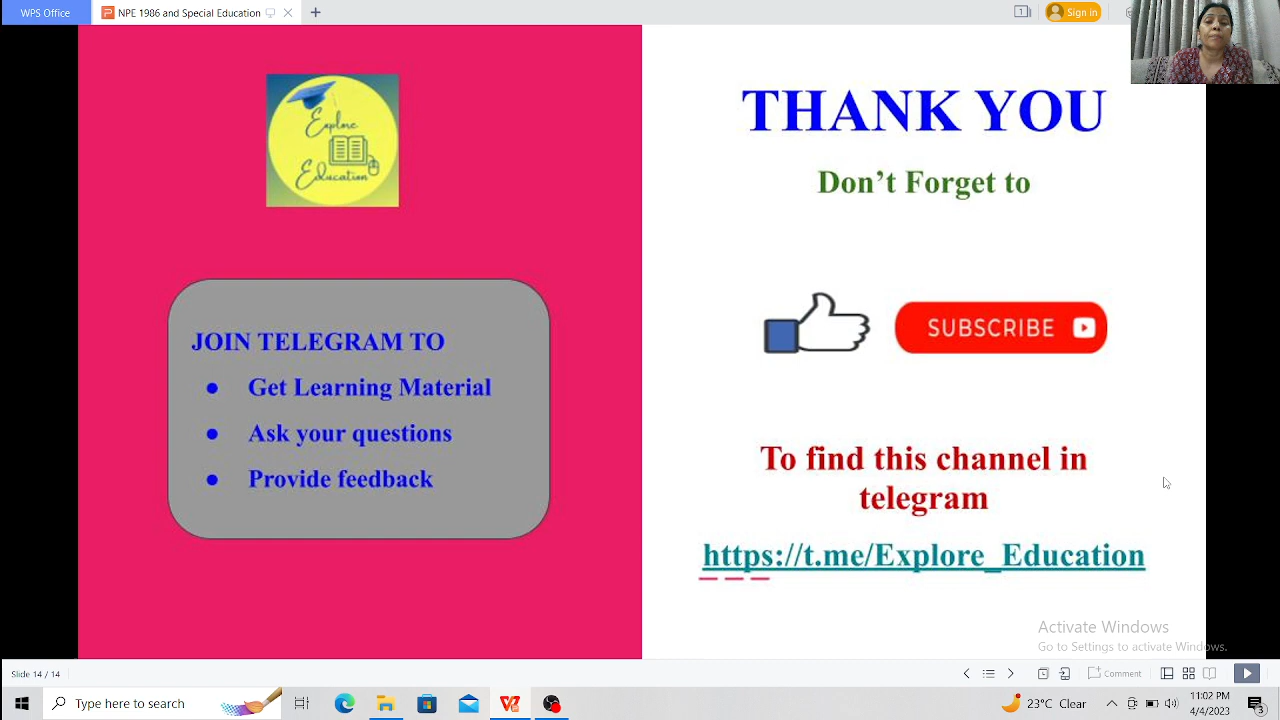 WPS Office
NPE 1986 and Special Education
Sign in
Explore
Education
JOIN TELEGRAM TO
● Get Learning Material
● Ask your questions
● Provide feedback
THANK YOU
Don’t Forget to
SUBSCRIBE
To find this channel in
telegram
https://t.me/Explore_Education
Activate Windows
Go to Settings to activate Windows.
Slide 14 / 14
Comment
Type here to search
23°C Clear
11:02 PM
4/4/2023